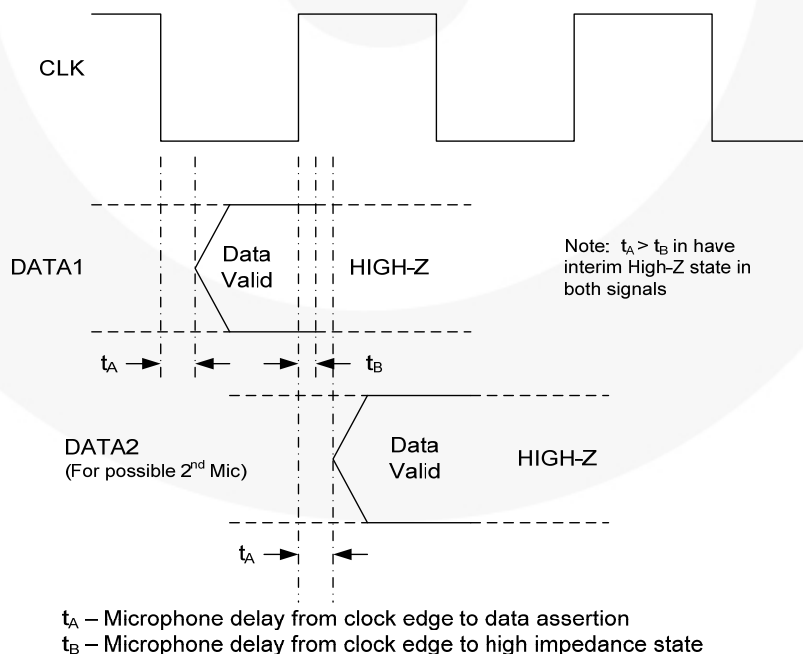 CLK
DATA1
Data
Valid
HIGH-Z
Note: tA > tB in have
interim High-Z state in
both signals
tA
tB
DATA2
(For possible 2nd Mic)
Data
Valid
HIGH-Z
tA
tA – Microphone delay from clock edge to data assertion
tB – Microphone delay from clock edge to high impedance state